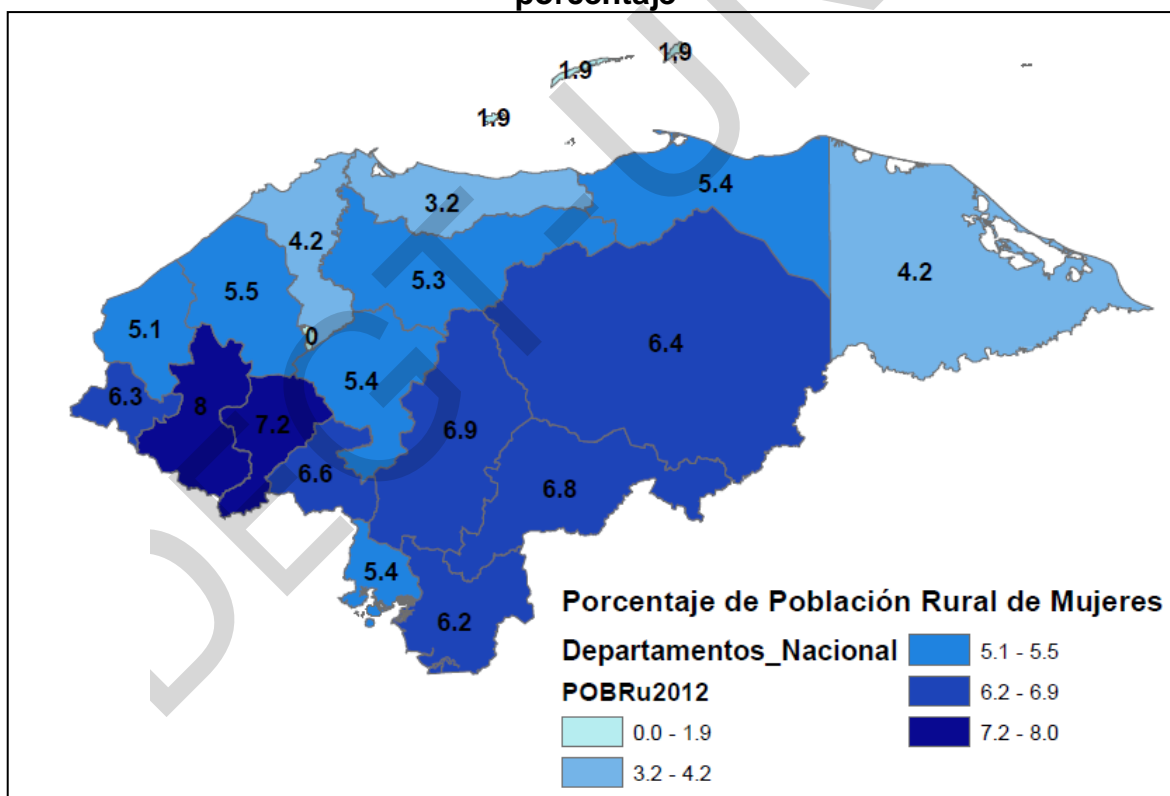 porcentaje
1.9
1.9
1.9
5.4
3.2
4.2
4.2
5.3
5.5
5.1
0
6.4
5.4
6.3
8
7.2
6.9
6.6
6.8
5.4
6.2
Porcentaje de Población Rural de Mujeres
Departamentos_Nacional
POBRu2012
0.0 - 1.9
3.2 - 4.2
5.1 - 5.5
6.2 - 6.9
7.2 - 8.0
DEGT-UN